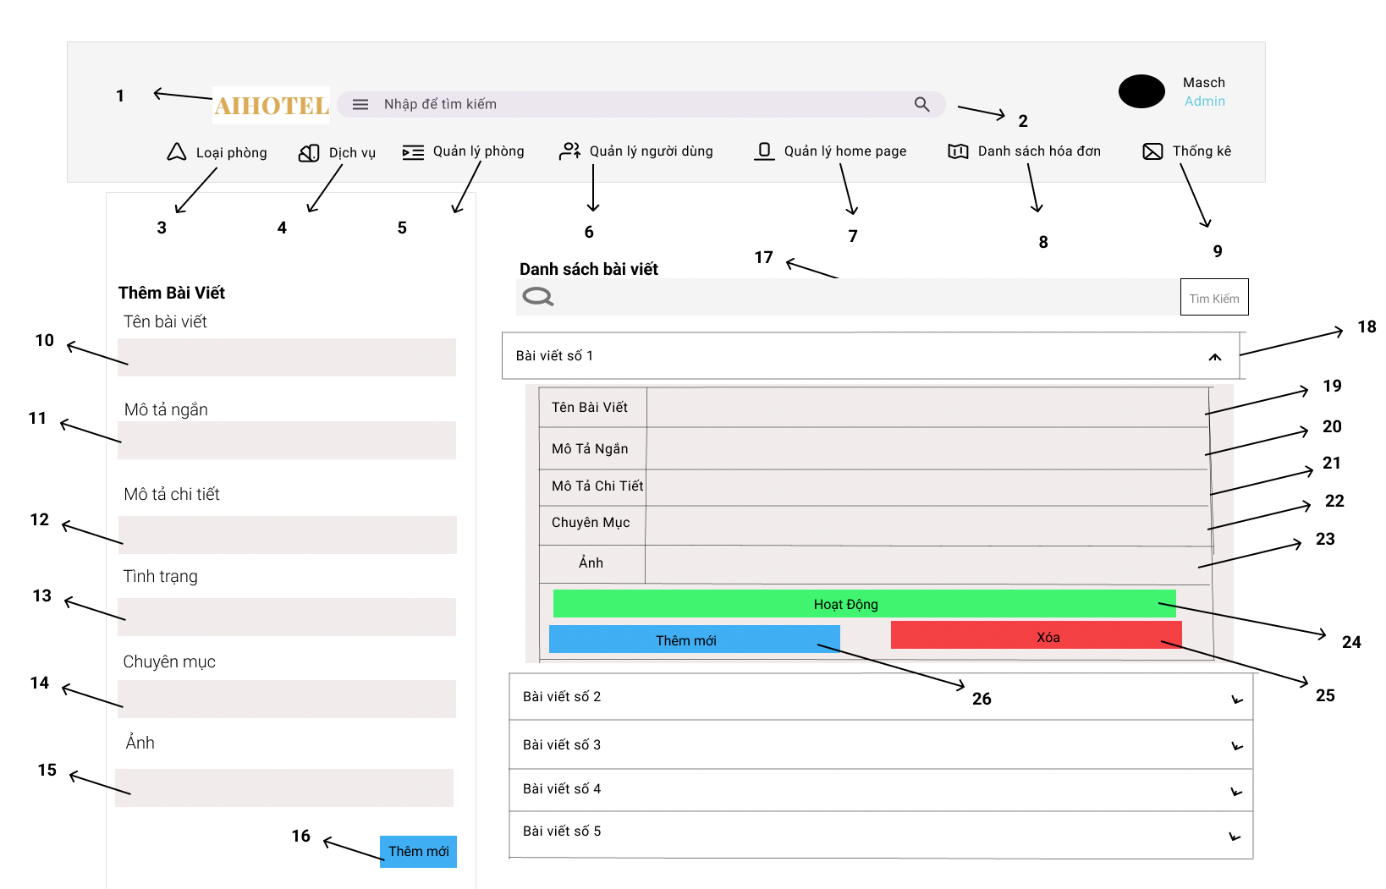 1
AIHOTEL
Nhập để tìm kiếm
2
Masch
Admin
Loại phòng
Dịch vụ
Quản lý phòng
Quản lý người dùng
Quản lý home page
Danh sách hóa đơn
Thống kê
3
4
5
6
7
8
9
Thêm Bài Viết
Tên bài viết
10
Mô tả ngắn
11
Mô tả chi tiết
12
Tình trạng
13
Chuyên mục
14
Ảnh
15
16
Thêm mới
17
Danh sách bài viết
Tìm Kiếm
18
Bài viết số 1
Tên Bài Viết
19
Mô Tả Ngắn
20
Mô Tả Chi Tiết
21
Chuyên Mục
22
Ảnh
23
Hoạt Động
24
Thêm mới
Xóa
25
26
Bài viết số 2
Bài viết số 3
Bài viết số 4
Bài viết số 5